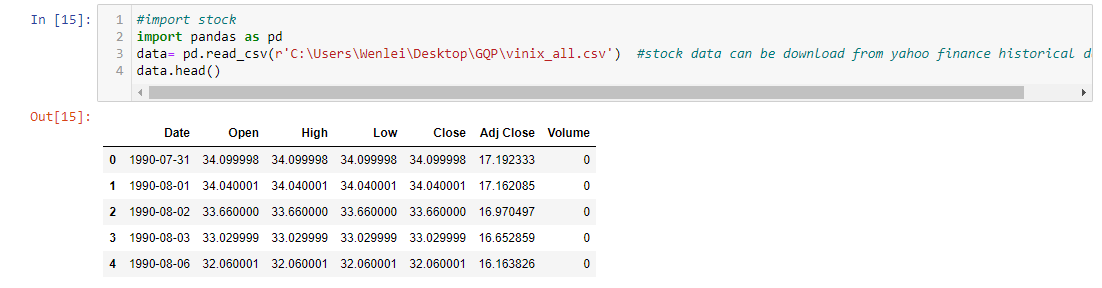 In [15]:
1 #import stock
2 import pandas as pd
3 data= pd.read_csv(r'C:\Users\Wenlei\Desktop\GQP\vinix_all.csv')  #stock data can be download from yahoo finance historical d
4 data.head()
Out[15]:
Date Open High Low Close Adj Close Volume
0 1990-07-31 34.099998 34.099998 34.099998 34.099998 17.192333 0
1 1990-08-01 34.040001 34.040001 34.040001 34.040001 17.162085 0
2 1990-08-02 33.660000 33.660000 33.660000 33.660000 16.970497 0
3 1990-08-03 33.029999 33.029999 33.029999 33.029999 16.652859 0
4 1990-08-06 32.060001 32.060001 32.060001 32.060001 16.163826 0